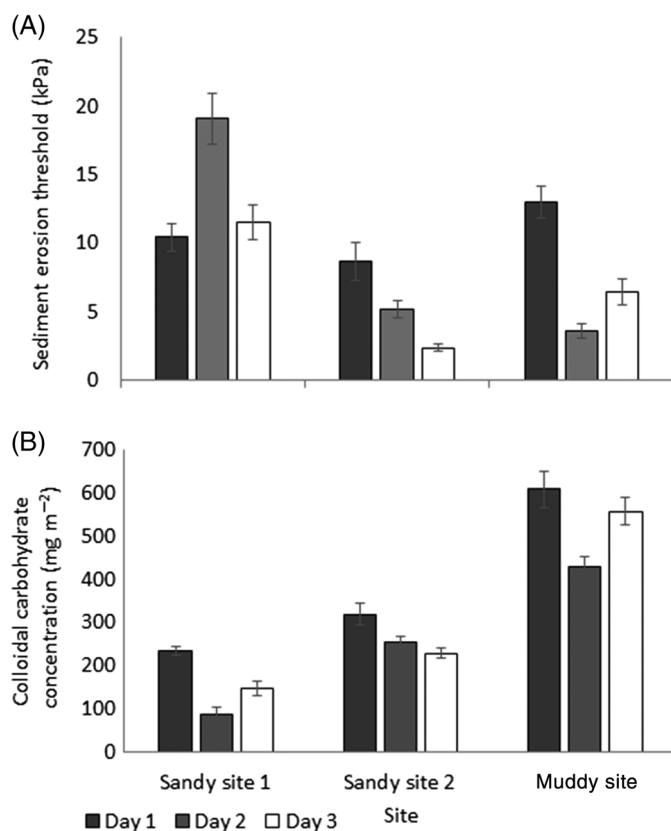 (A)
Sediment erosion threshold (kPa)
25
20
15
10
5
0
(B)
Colloidal carbohydrate
concentration (mg m⁻²)
700
600
500
400
300
200
100
0
Sandy site 1 Sandy site 2 Muddy site
Site
Day 1 Day 2 Day 3